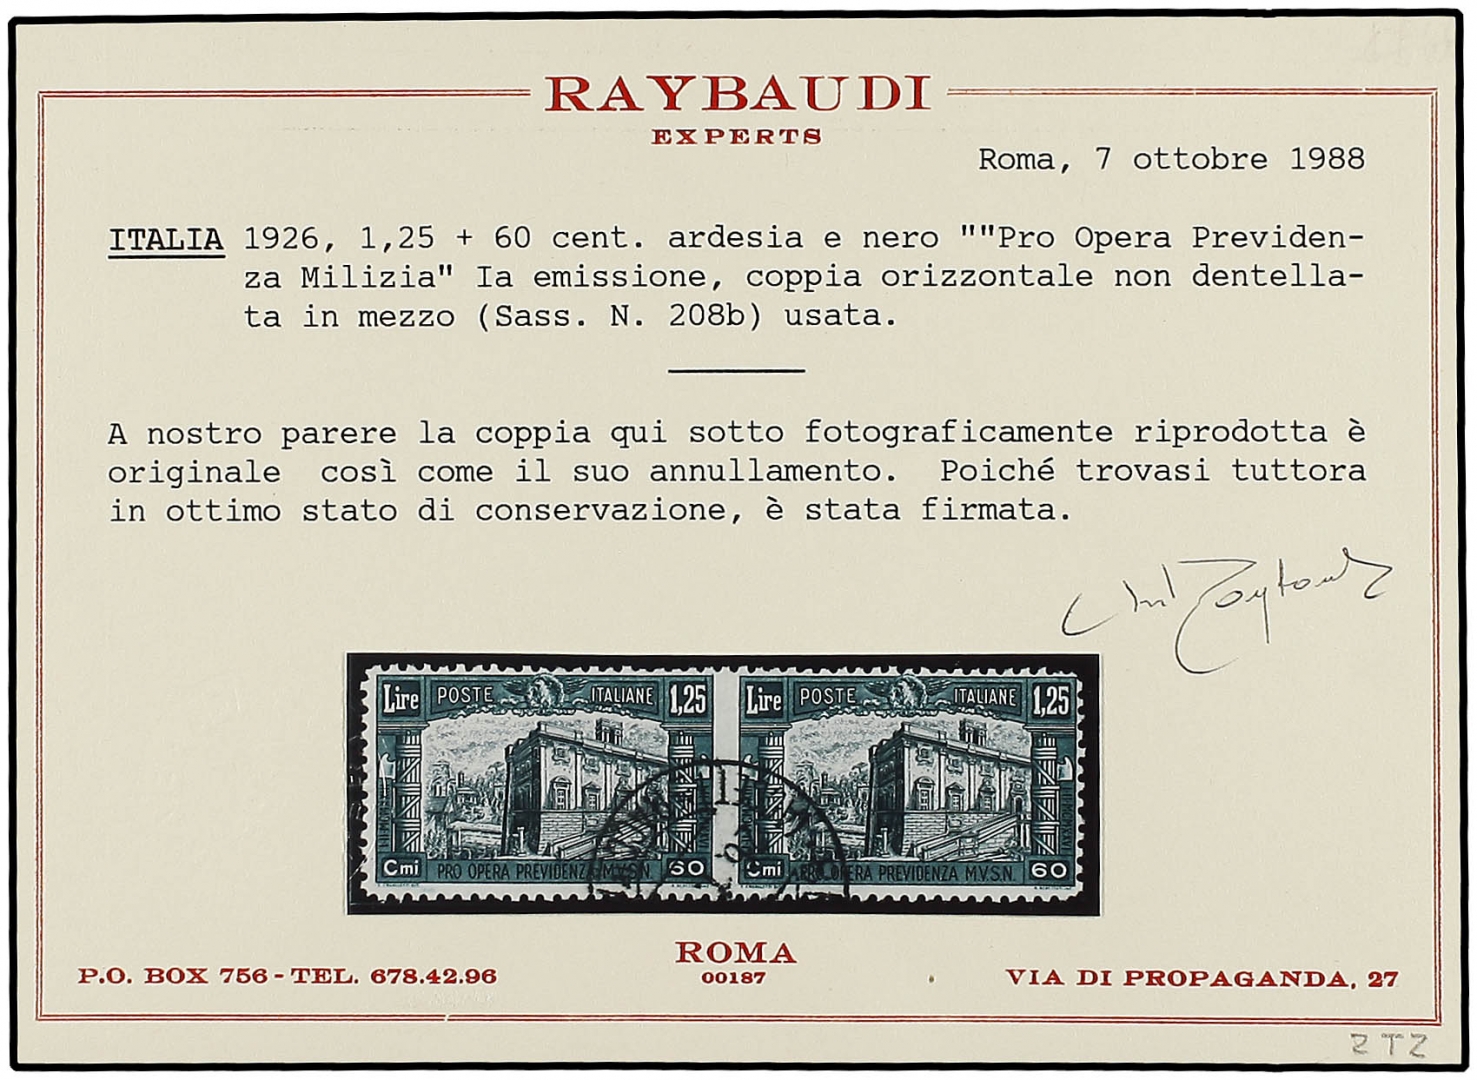 RAYBAUDI
EXPERTS
Roma, 7 ottobre 1988
ITALIA 1926, 1,25 + 60 cent. ardesia e nero ""Pro Opera Previden-
za Milizia" Ia emissione, coppia orizzontale non dentella-
ta in mezzo (Sass. N. 208b) usata.
A nostro parere la coppia qui sotto fotograficamente riprodotta è
originale così come il suo annullamento. Poiché trovasi tuttora
in ottimo stato di conservazione, è stata firmata.
Lire POSTE ITALIANE 1,25 Lire POSTE ITALIANE 1,25
Cmi PRO OPERA PREVIDENZA M.V.S.N. 60 Cmi PRO OPERA PREVIDENZA M.V.S.N. 60
ROMA
00187
P.O. BOX 756 - TEL. 678.42.96
VIA DI PROPAGANDA, 27